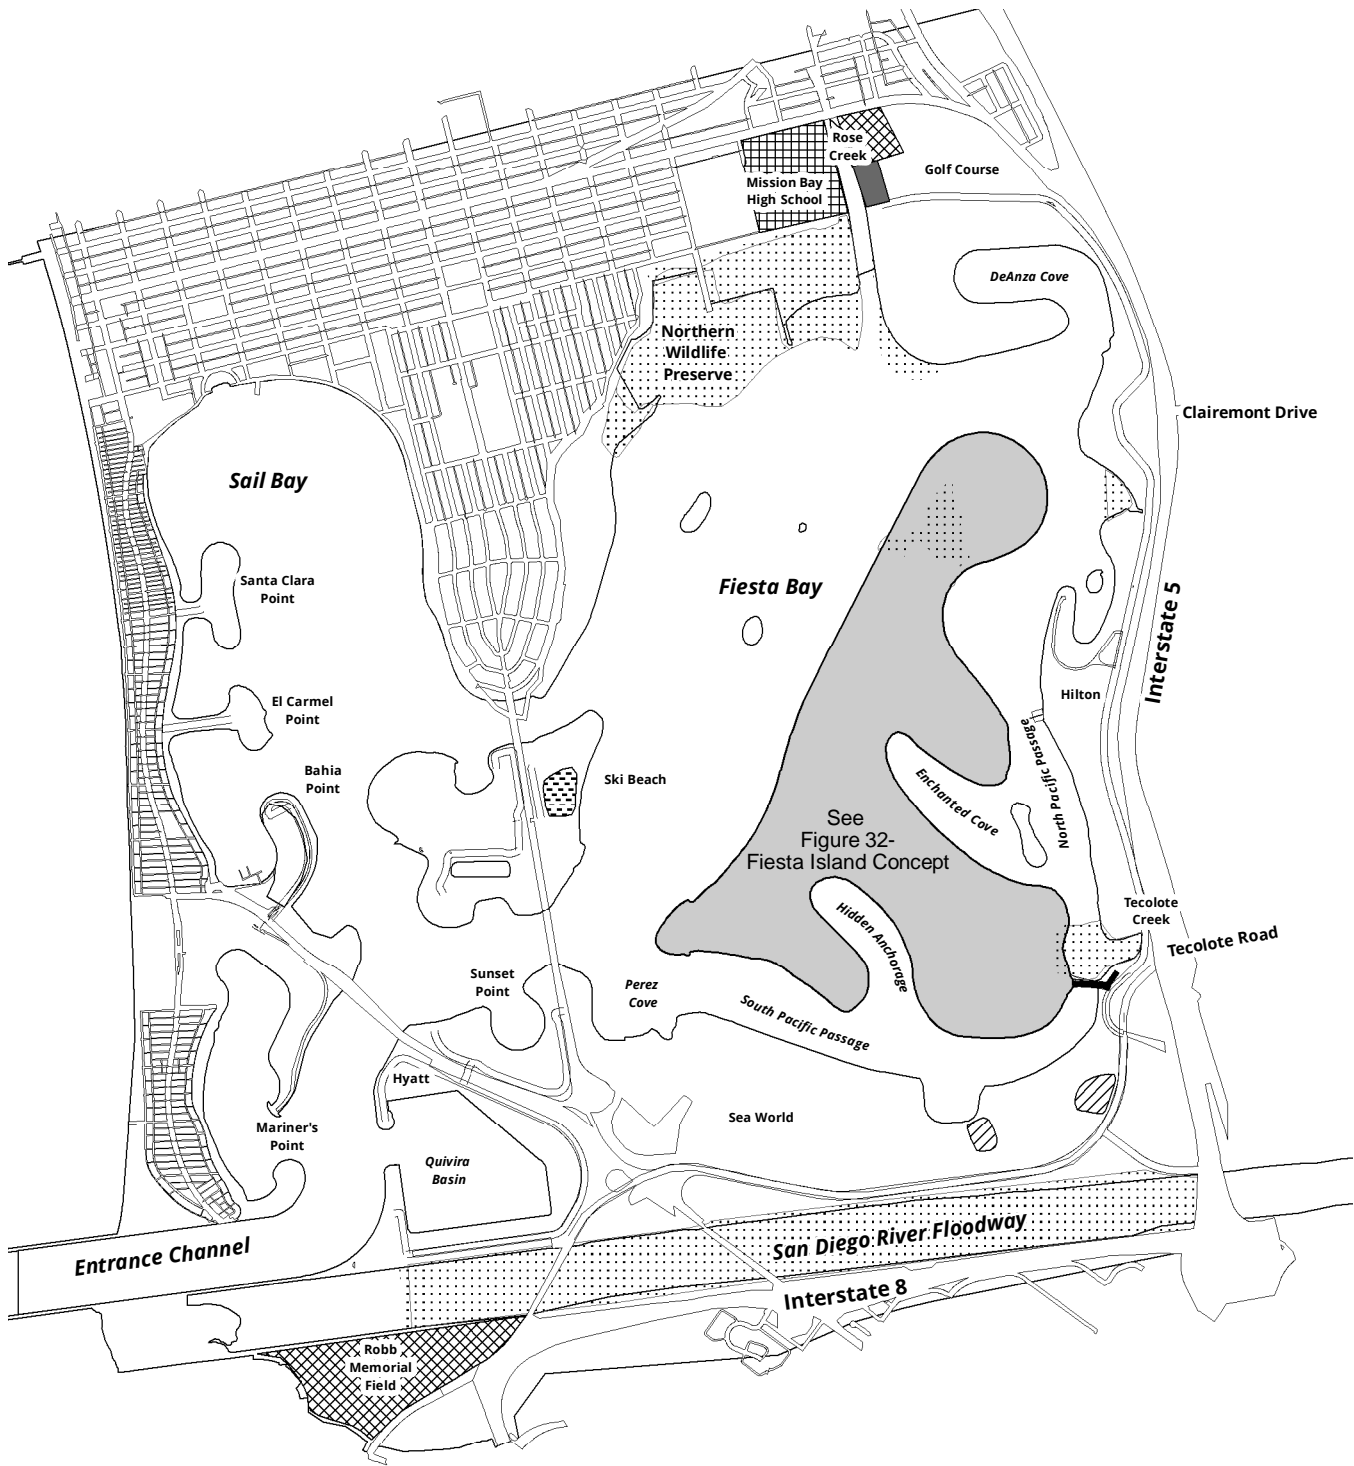 Rose
Creek
Golf Course
Mission Bay
High School
DeAnza Cove
Northern
Wildlife
Preserve
Clairemont Drive
Sail Bay
Santa Clara
Point
Fiesta Bay
Interstate 5
El Carmel
Point
Hilton
North Pacific Passage
Bahia
Point
Ski Beach
Enchanted Cove
See
Figure 32-
Fiesta Island Concept
Tecolote
Creek
Hidden Anchorage
Tecolote Road
Sunset
Point
Perez
Cove
South Pacific Passage
Hyatt
Sea World
Mariner's
Point
Quivira
Basin
Entrance Channel
San Diego River Floodway
Interstate 8
Robb
Memorial
Field